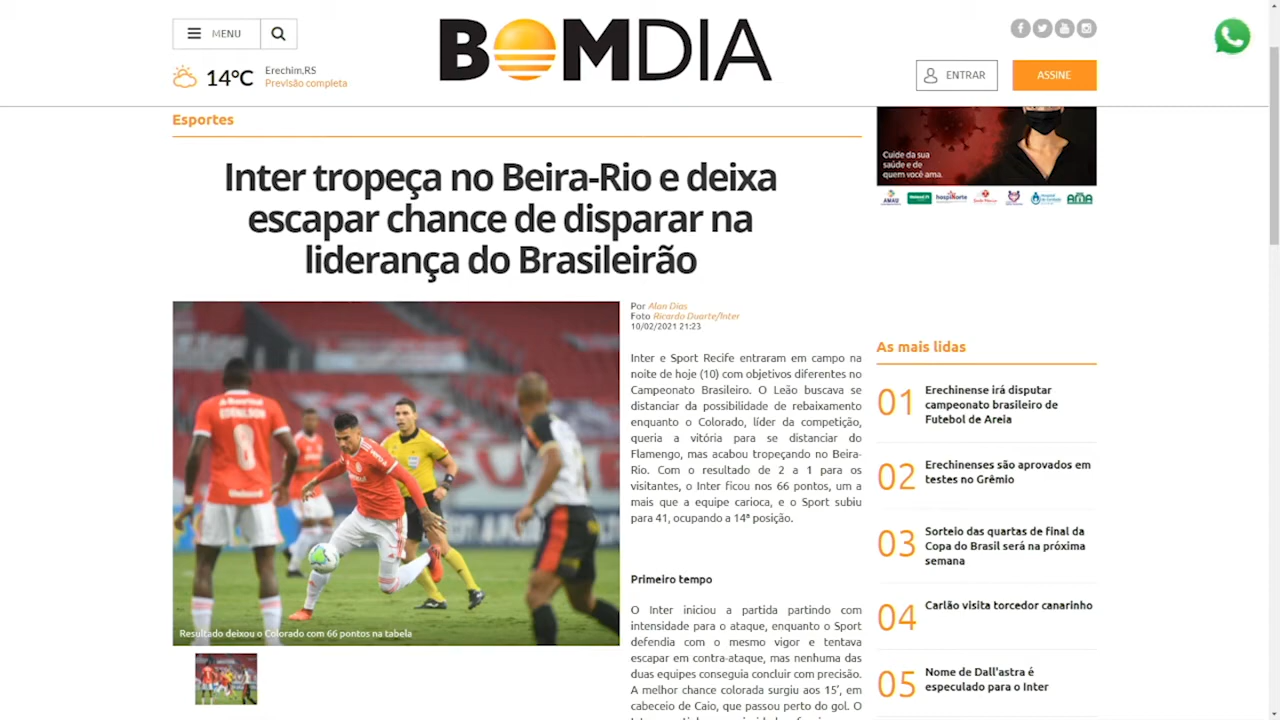 MENU
BOMDIA
14°C
Erechim,RS
Previsão completa
ENTRAR
ASSINE
Esportes
Inter tropeça no Beira-Rio e deixa
escapar chance de disparar na
liderança do Brasileirão
Resultado deixou o Colorado com 66 pontos na tabela
Por Alan Dias
Foto Ricardo Duarte/Inter
10/02/2021 21:23
Inter e Sport Recife entraram em campo na
noite de hoje (10) com objetivos diferentes no
Campeonato Brasileiro. O Leão buscava se
distanciar da possibilidade de rebaixamento
enquanto o Colorado, líder da competição,
queria a vitória para se distanciar do
Flamengo, mas acabou tropeçando no Beira-
Rio. Com o resultado de 2 a 1 para os
visitantes, o Inter ficou nos 66 pontos, um a
mais que a equipe carioca, e o Sport subiu
para 41, ocupando a 14ª posição.
Primeiro tempo
O Inter iniciou a partida partindo com
intensidade para o ataque, enquanto o Sport
defendia com o mesmo vigor e tentava
escapar em contra-ataque, mas nenhuma das
duas equipes conseguia concluir com precisão.
A melhor chance colorada surgiu aos 15', em
cabeceio de Caio, que passou perto do gol. O
Cuide da sua
saúde e de
quem você ama.
As mais lidas
01
Erechinense irá disputar
campeonato brasileiro de
Futebol de Areia
02
Erechinenses são aprovados em
testes no Grêmio
03
Sorteio das quartas de final da
Copa do Brasil será na próxima
semana
04
Carlão visita torcedor canarinho
05
Nome de Dall'astra é
especulado para o Inter